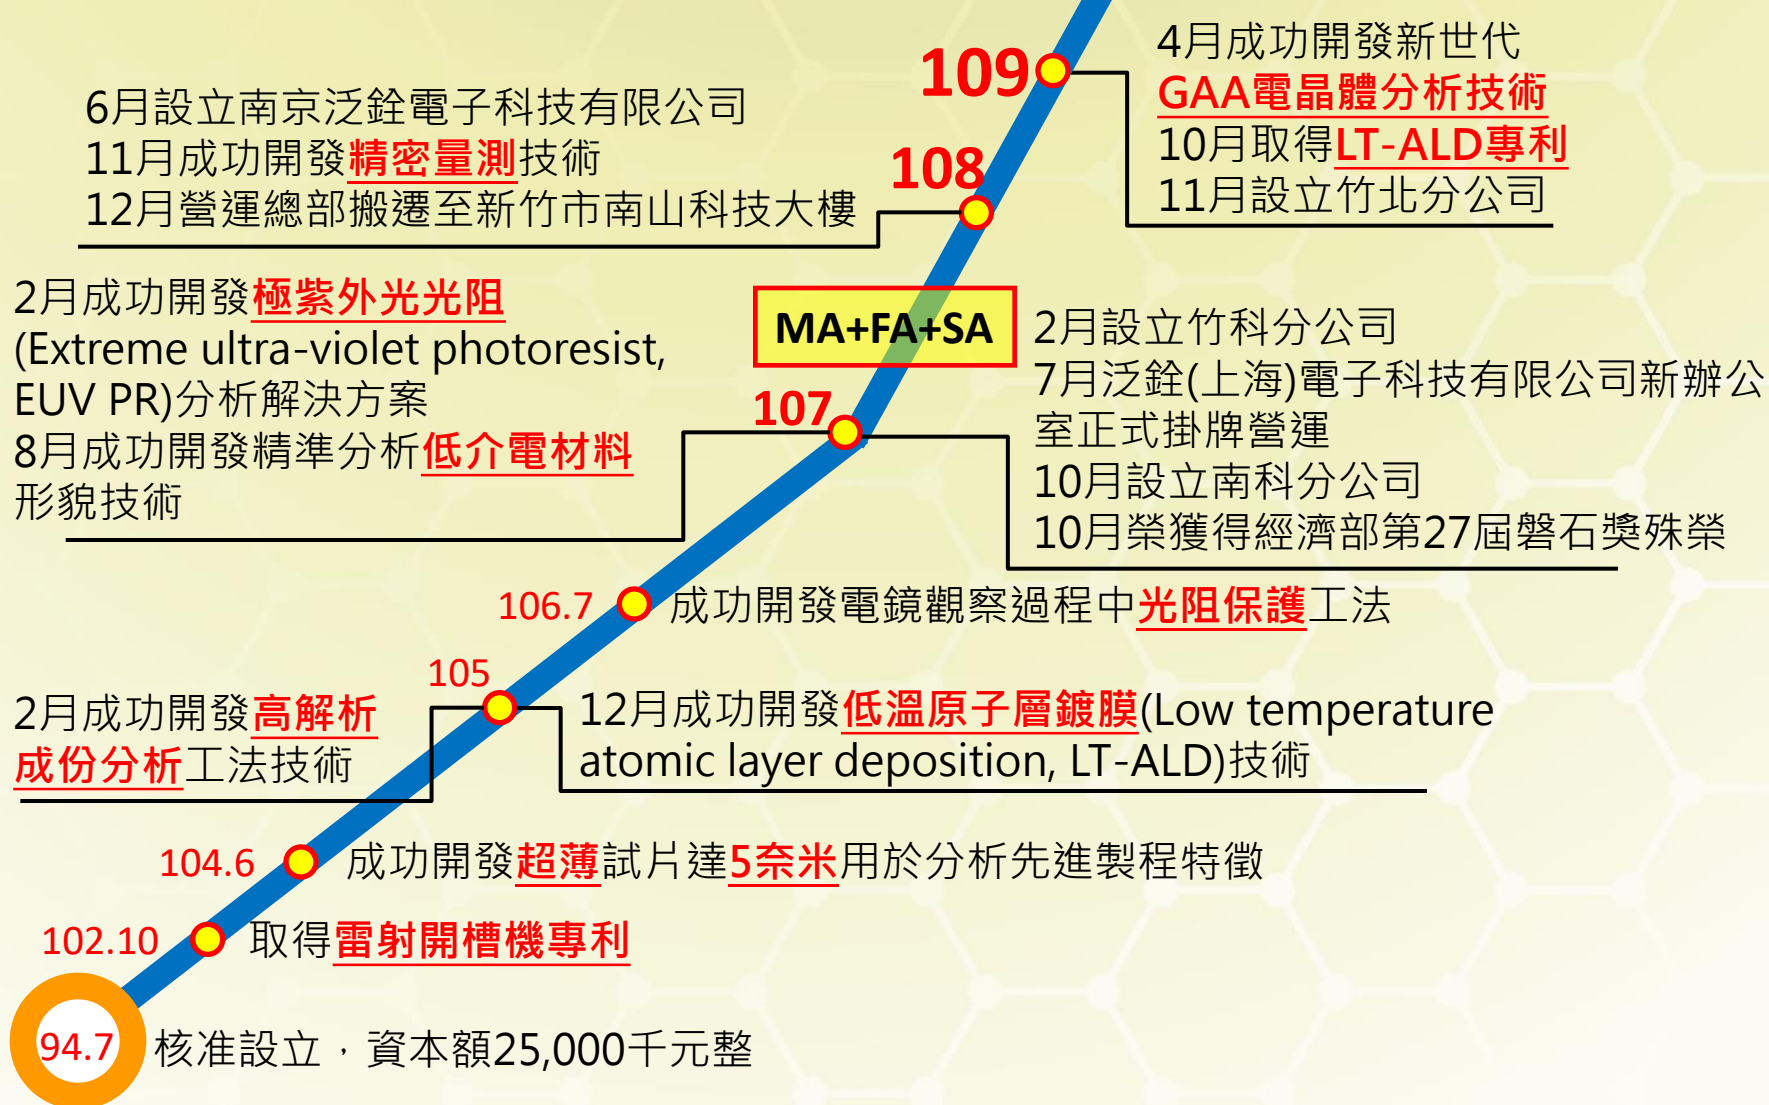 109
4月成功開發新世代
GAA電晶體分析技術
10月取得LT-ALD專利
11月設立竹北分公司
6月設立南京泛銓電子科技有限公司
11月成功開發精密量測技術
12月營運總部搬遷至新竹市南山科技大樓
108
2月成功開發極紫外光光阻
(Extreme ultra-violet photoresist,
EUV PR)分析解決方案
8月成功開發精準分析低介電材料
形貌技術
MA+FA+SA
107
2月設立竹科分公司
7月泛銓(上海)電子科技有限公司新辦公
室正式掛牌營運
10月設立南科分公司
10月榮獲得經濟部第27屆磐石獎殊榮
106.7 成功開發電鏡觀察過程中光阻保護工法
105
2月成功開發高解析
成份分析工法技術
12月成功開發低溫原子層鍍膜(Low temperature
atomic layer deposition, LT-ALD)技術
104.6 成功開發超薄試片達5奈米用於分析先進製程特徵
102.10 取得雷射開槽機專利
94.7 核准設立，資本額25,000千元整